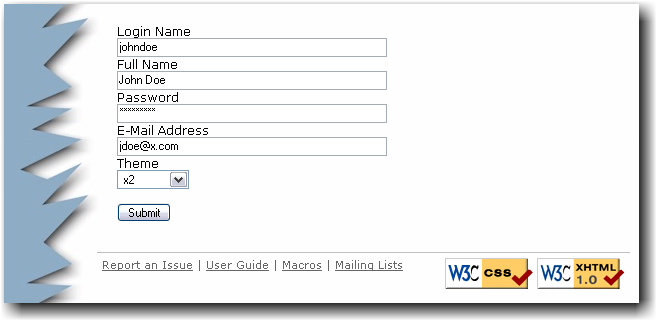 Login Name
johndoe
Full Name
John Doe
Password
*********
E-Mail Address
jdoe@x.com
Theme
x2
Submit
Report an Issue | User Guide | Macros | Mailing Lists
W3C css
W3C XHTML 1.0